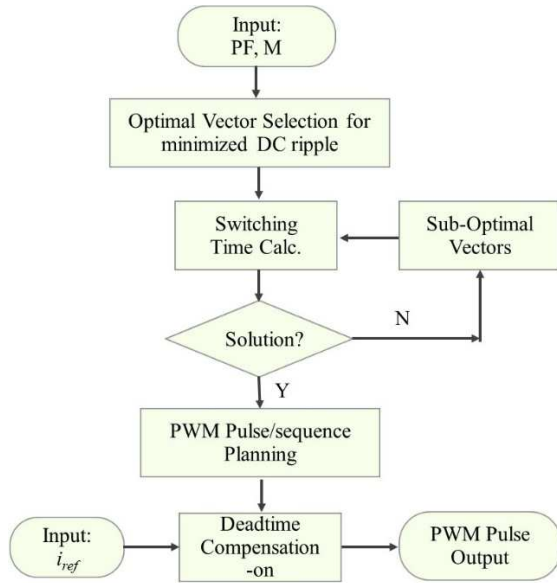 Input:
PF, M
Optimal Vector Selection for
minimized DC ripple
Switching
Time Calc.
Sub-Optimal
Vectors
Solution?
N
Y
PWM Pulse/sequence
Planning
Input:
i_ref
Deadtime
Compensation
-on
PWM Pulse
Output